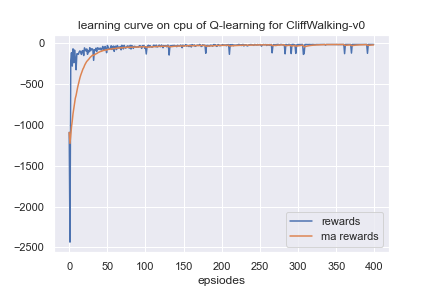 learning curve on cpu of Q-learning for CliffWalking-v0
0
−500
−1000
−1500
−2000
−2500
0 50 100 150 200 250 300 350 400
epsiodes
rewards
ma rewards